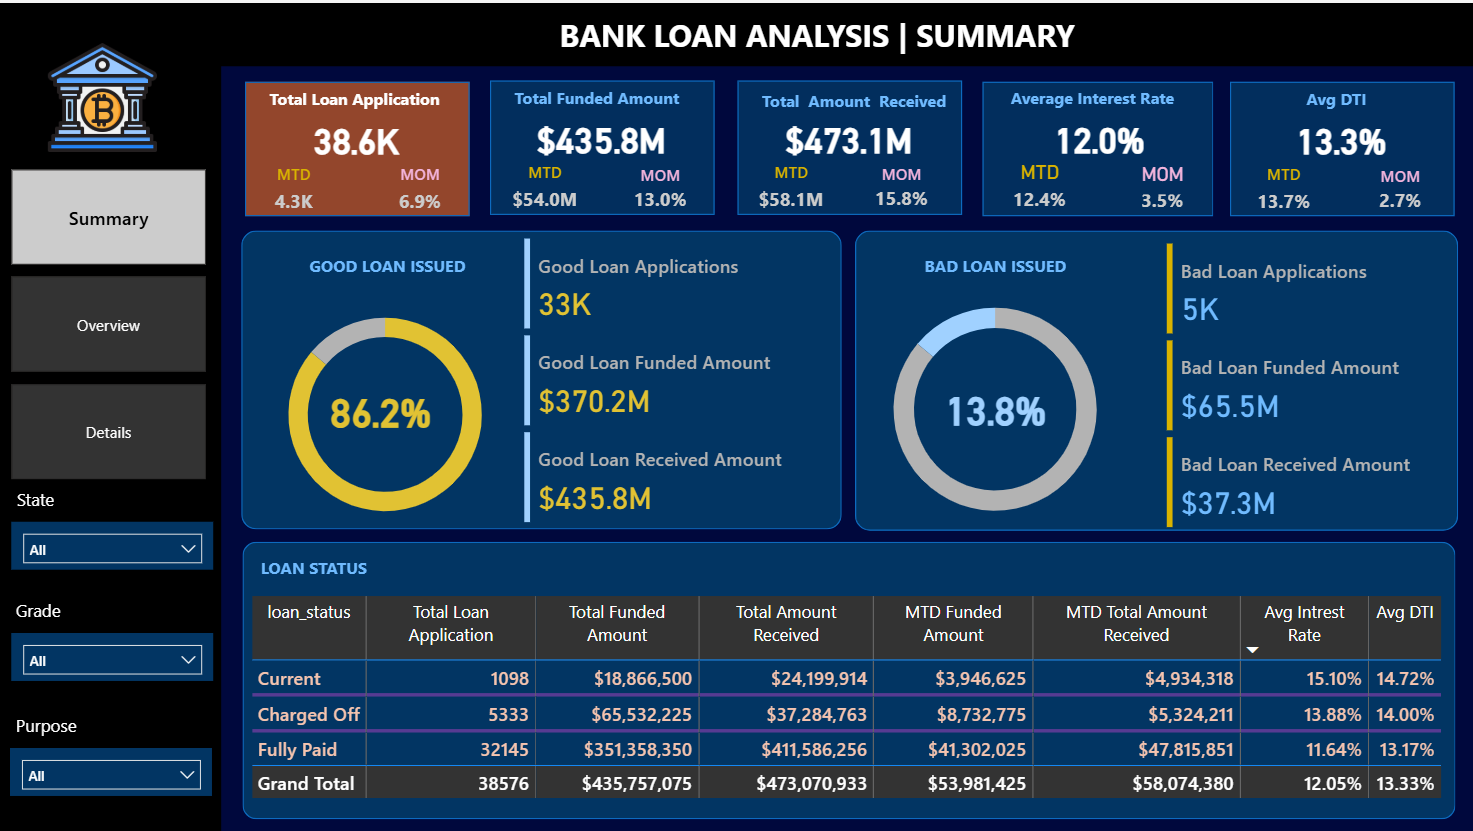 BANK LOAN ANALYSIS | SUMMARY
Total Loan Application
38.6K
MTD MOM
4.3K 6.9%
Total Funded Amount
$435.8M
MTD MOM
$54.0M 13.0%
Total Amount Received
$473.1M
MTD MOM
$58.1M 15.8%
Average Interest Rate
12.0%
MTD MOM
12.4% 3.5%
Avg DTI
13.3%
MTD MOM
13.7% 2.7%
Summary
Overview
Details
State
All
Grade
All
Purpose
All
GOOD LOAN ISSUED
86.2%
Good Loan Applications
33K
Good Loan Funded Amount
$370.2M
Good Loan Received Amount
$435.8M
BAD LOAN ISSUED
13.8%
Bad Loan Applications
5K
Bad Loan Funded Amount
$65.5M
Bad Loan Received Amount
$37.3M
LOAN STATUS
loan_status Total Loan Application Total Funded Amount Total Amount Received MTD Funded Amount MTD Total Amount Received Avg Intrest Rate Avg DTI
Current 1098 $18,866,500 $24,199,914 $3,946,625 $4,934,318 15.10% 14.72%
Charged Off 5333 $65,532,225 $37,284,763 $8,732,775 $5,324,211 13.88% 14.00%
Fully Paid 32145 $351,358,350 $411,586,256 $41,302,025 $47,815,851 11.64% 13.17%
Grand Total 38576 $435,757,075 $473,070,933 $53,981,425 $58,074,380 12.05% 13.33%